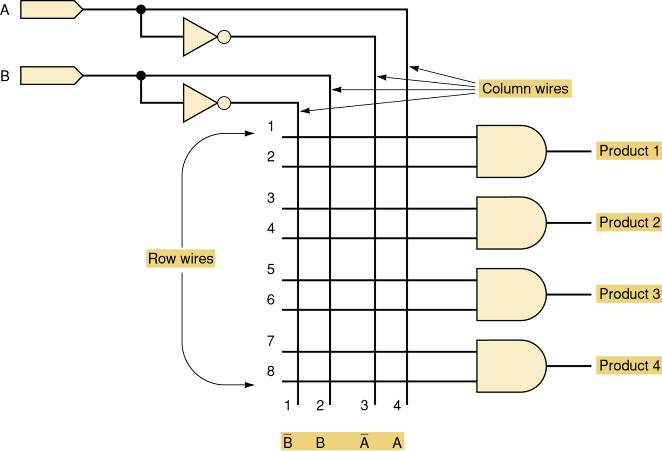 A
B
Column wires
1
2
Product 1
3
4
Product 2
Row wires
5
6
Product 3
7
8
Product 4
1 2 3 4
B̅ B A̅ A